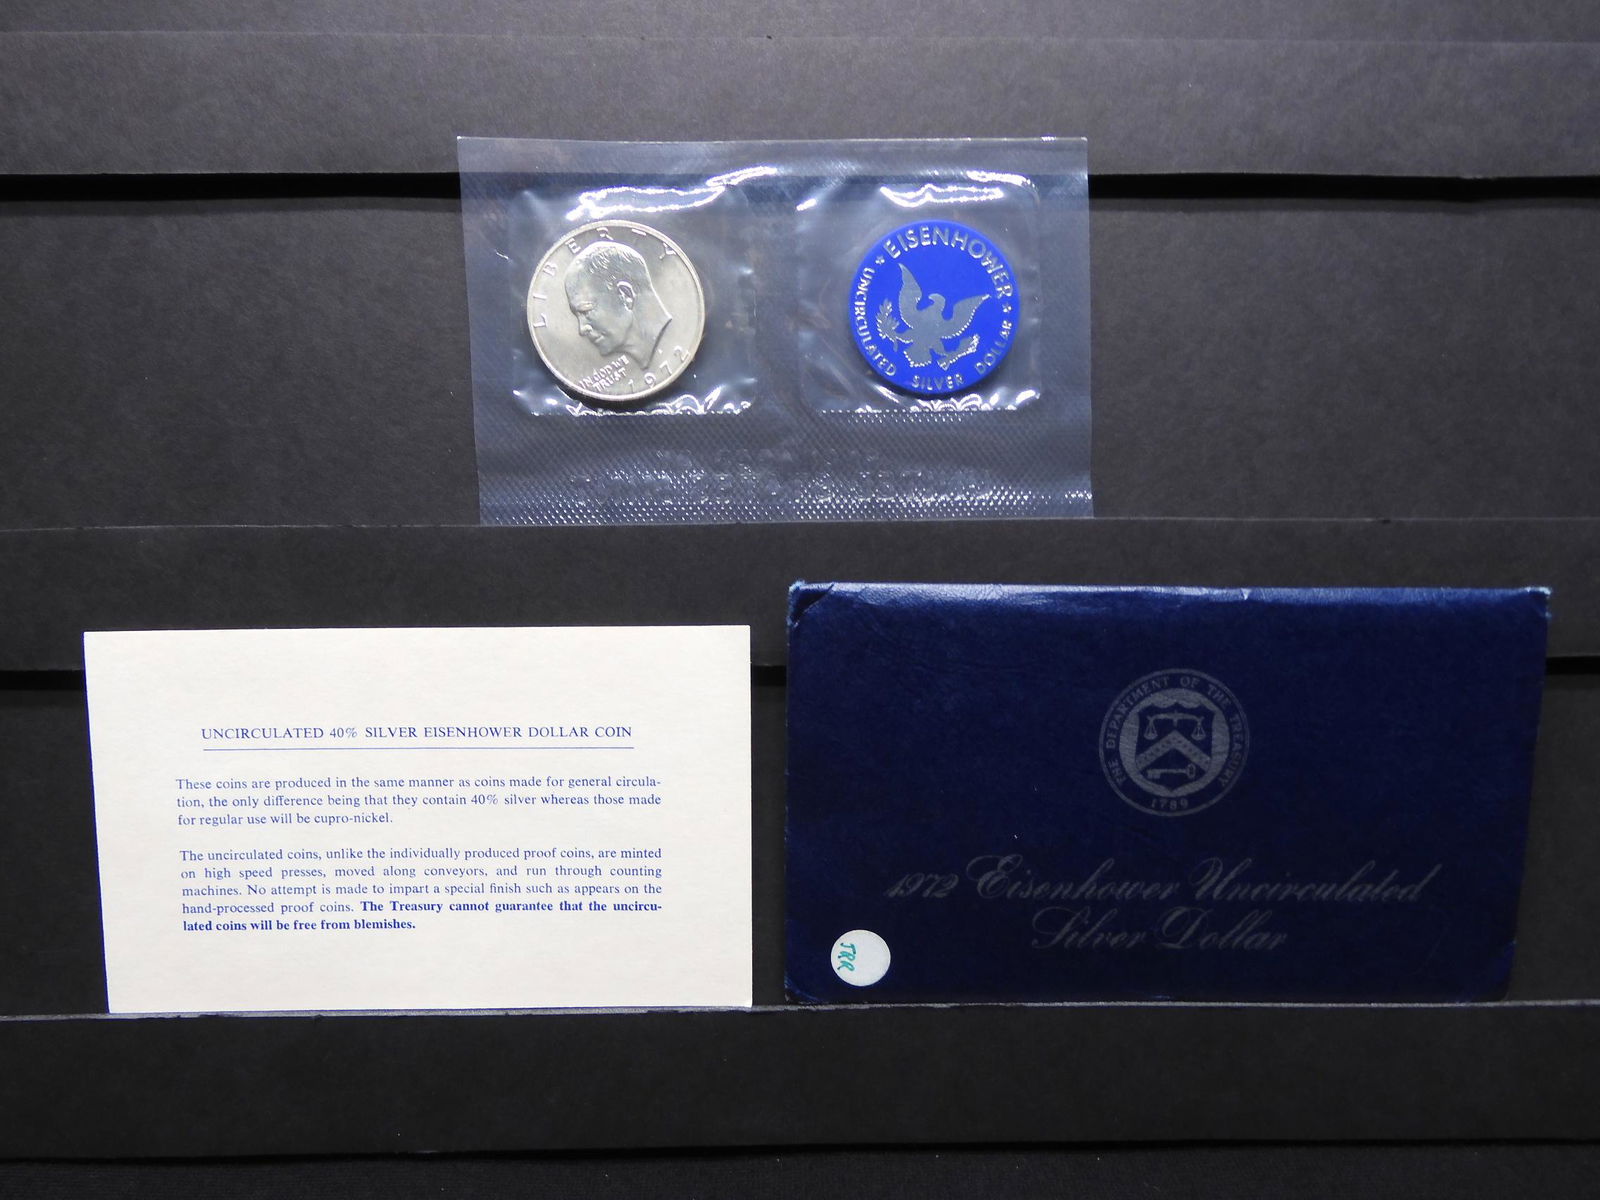 LIBERTY
IN GOD WE
TRUST
1972
EISENHOWER
UNCIRCULATED SILVER DOLLAR
UNCIRCULATED 40% SILVER EISENHOWER DOLLAR COIN
These coins are produced in the same manner as coins made for general circula-
tion, the only difference being that they contain 40% silver whereas those made
for regular use will be cupro-nickel.
The uncirculated coins, unlike the individually produced proof coins, are minted
on high speed presses, moved along conveyors, and run through counting
machines. No attempt is made to impart a special finish such as appears on the
hand-processed proof coins. The Treasury cannot guarantee that the uncircu-
lated coins will be free from blemishes.
THE DEPARTMENT OF THE TREASURY
1789
1972 Eisenhower Uncirculated
Silver Dollar
JRR